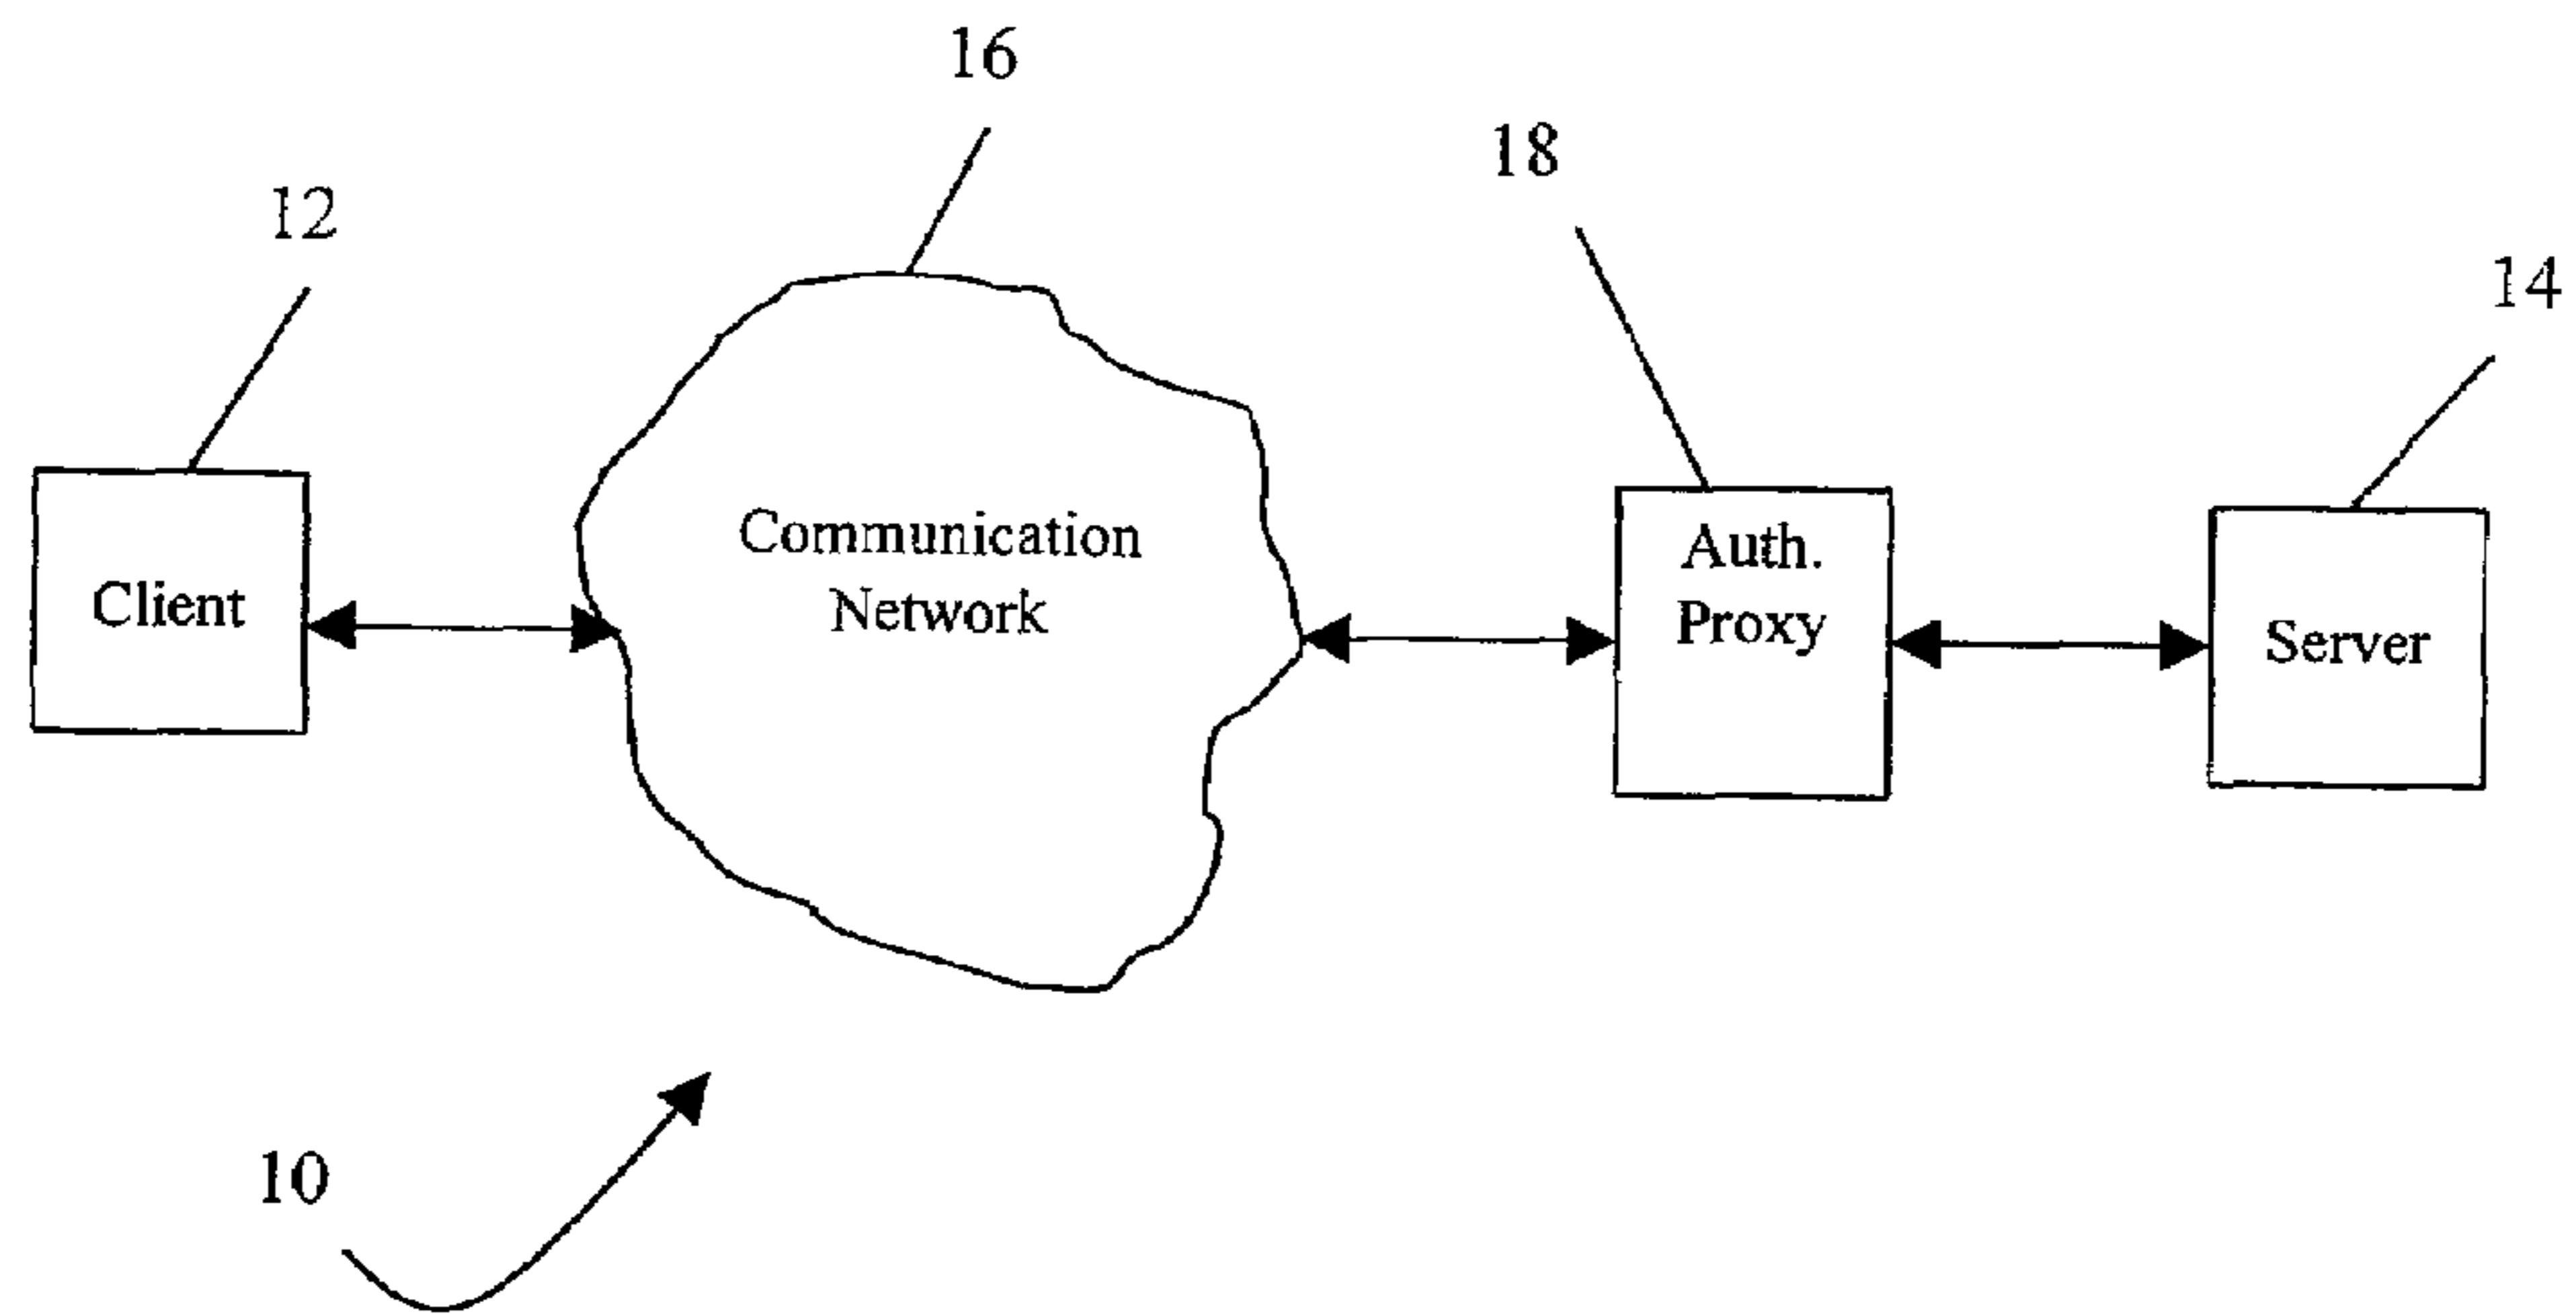 16
18
12
14
Communication
Network
Auth.
Proxy
Client
Server
10